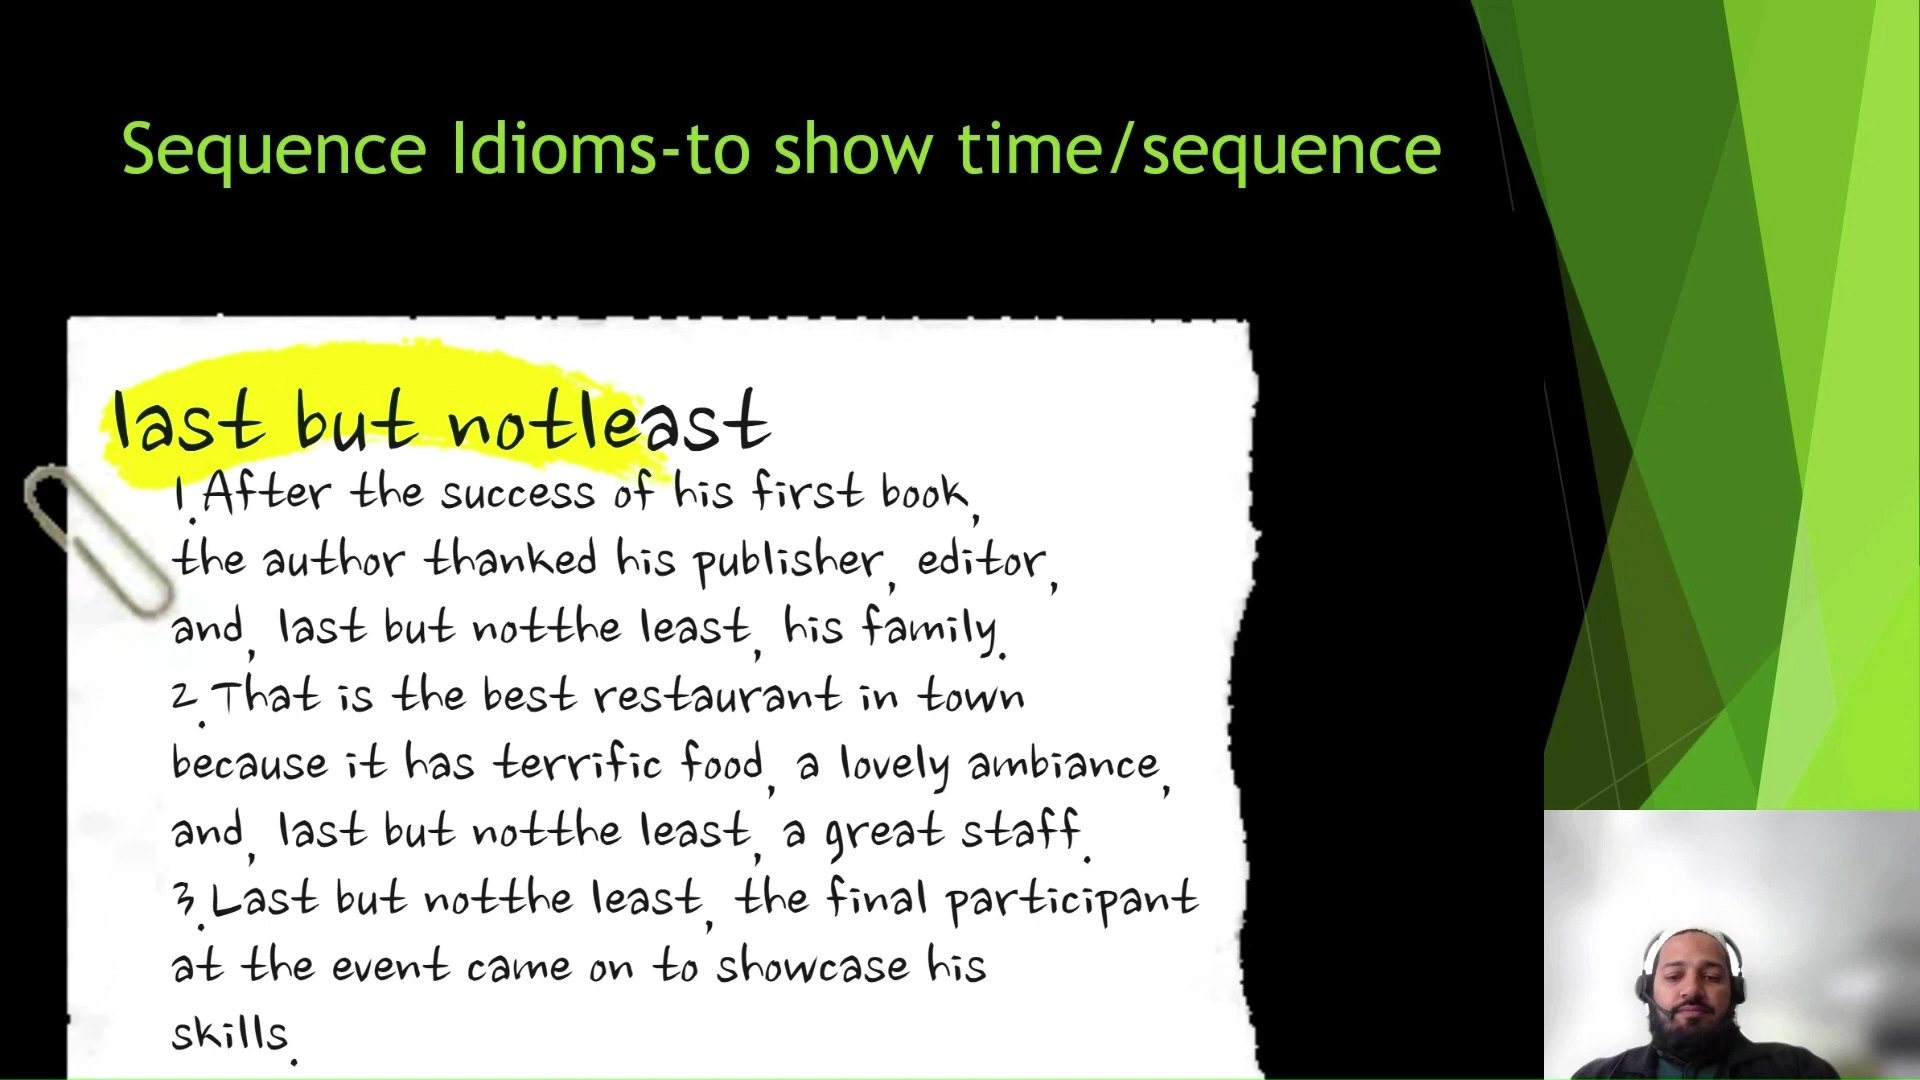 Sequence Idioms-to show time/sequence
last but notleast
1.After the success of his first book,
the author thanked his publisher, editor,
and, last but notthe least, his family.
2.That is the best restaurant in town
because it has terrific food, a lovely ambiance,
and, last but notthe least, a great staff.
3.Last but notthe least, the final participant
at the event came on to showcase his
skills.